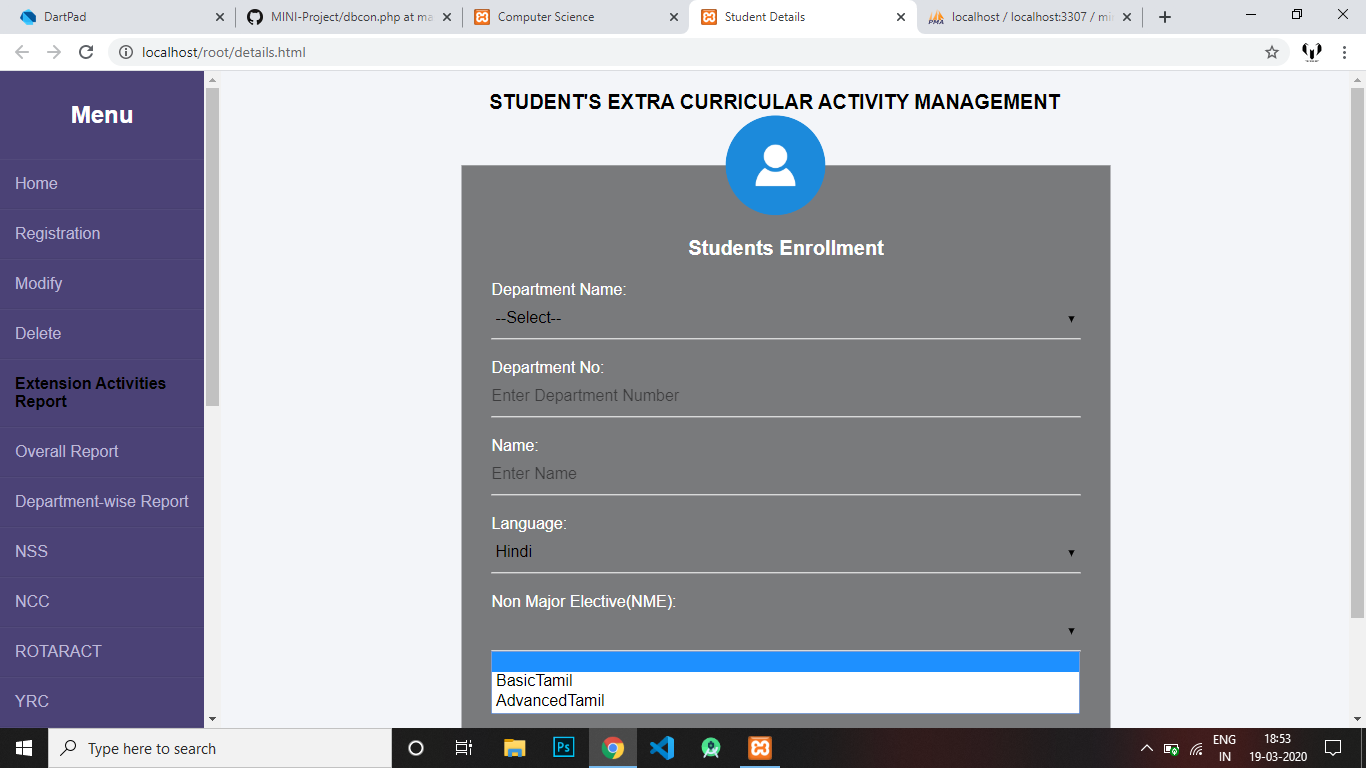 DartPad
MINI-Project/dbcon.php at ma
Computer Science
Student Details
localhost / localhost:3307 / mi
localhost/root/details.html
Menu
Home
Registration
Modify
Delete
Extension Activities
Report
Overall Report
Department-wise Report
NSS
NCC
ROTARACT
YRC
STUDENT'S EXTRA CURRICULAR ACTIVITY MANAGEMENT
Students Enrollment
Department Name:
--Select--
Department No:
Enter Department Number
Name:
Enter Name
Language:
Hindi
Non Major Elective(NME):
BasicTamil
AdvancedTamil
Type here to search
Ps
ENG
IN
18:53
19-03-2020